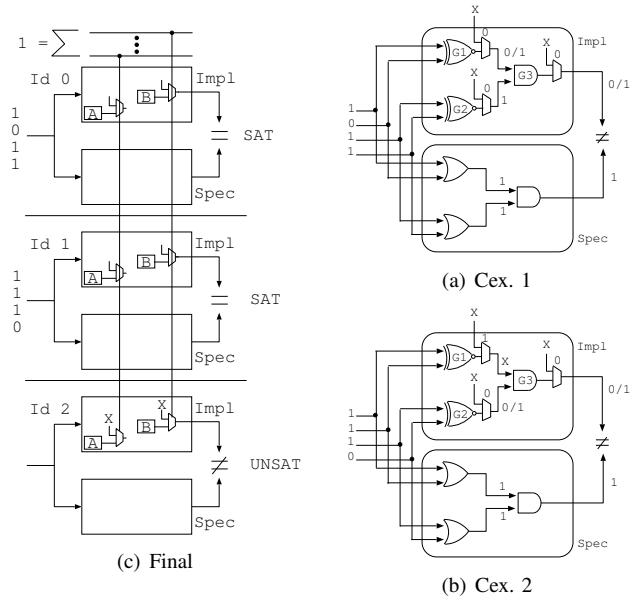 1 = ∑
Id 0
Impl
A
B
1
0
1
1
SAT
Spec
Id 1
Impl
A
B
1
1
1
0
SAT
Spec
Id 2
Impl
X
X
A
B
UNSAT
Spec
(c) Final
X
0
Impl
G1
0/1
X
0
X
0
G3
0/1
G2
1
1
0
1
1
1
1
1
Spec
(a) Cex. 1
X
1
Impl
G1
X
X
0
X
0
G3
0/1
G2
0/1
1
1
1
0
1
1
1
Spec
(b) Cex. 2